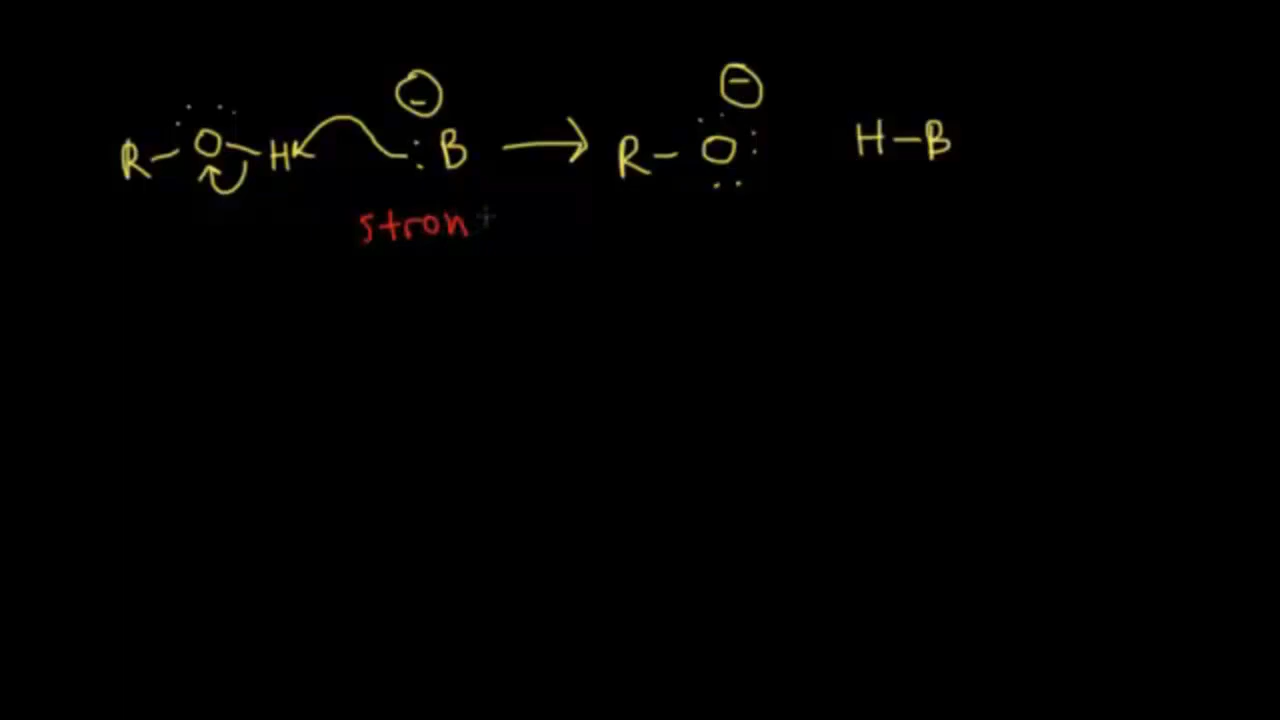 R-O-H :B ⊖ → R-O ⊖ H-B
stron